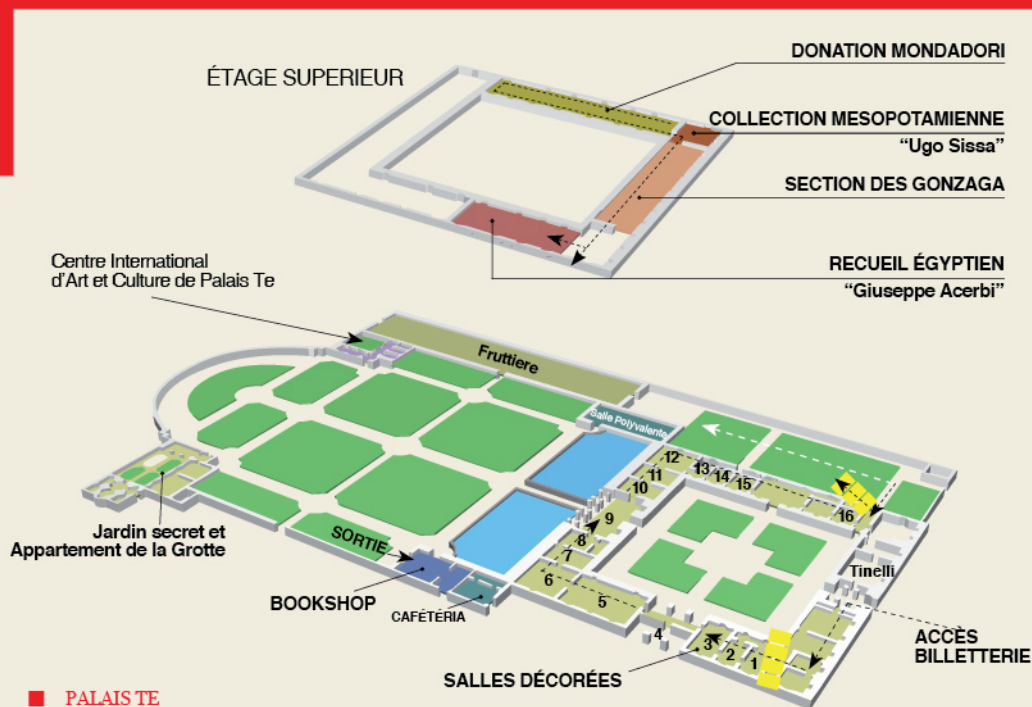 ÉTAGE SUPERIEUR
DONATION MONDADORI
COLLECTION MESOPOTAMIENNE
“Ugo Sissa”
SECTION DES GONZAGA
RECUEIL ÉGYPTIEN
“Giuseppe Acerbi”
Centre International
d’Art et Culture de Palais Te
Fruttiere
Salle Polyvalente
12
13
14
15
16
11
10
9
8
7
6
5
4
3
2
1
Tinelli
Jardin secret et
Appartement de la Grotte
SORTIE
BOOKSHOP
CAFÉTÉRIA
SALLES DÉCORÉES
ACCÈS
BILLETTERIE
PALAIS TE